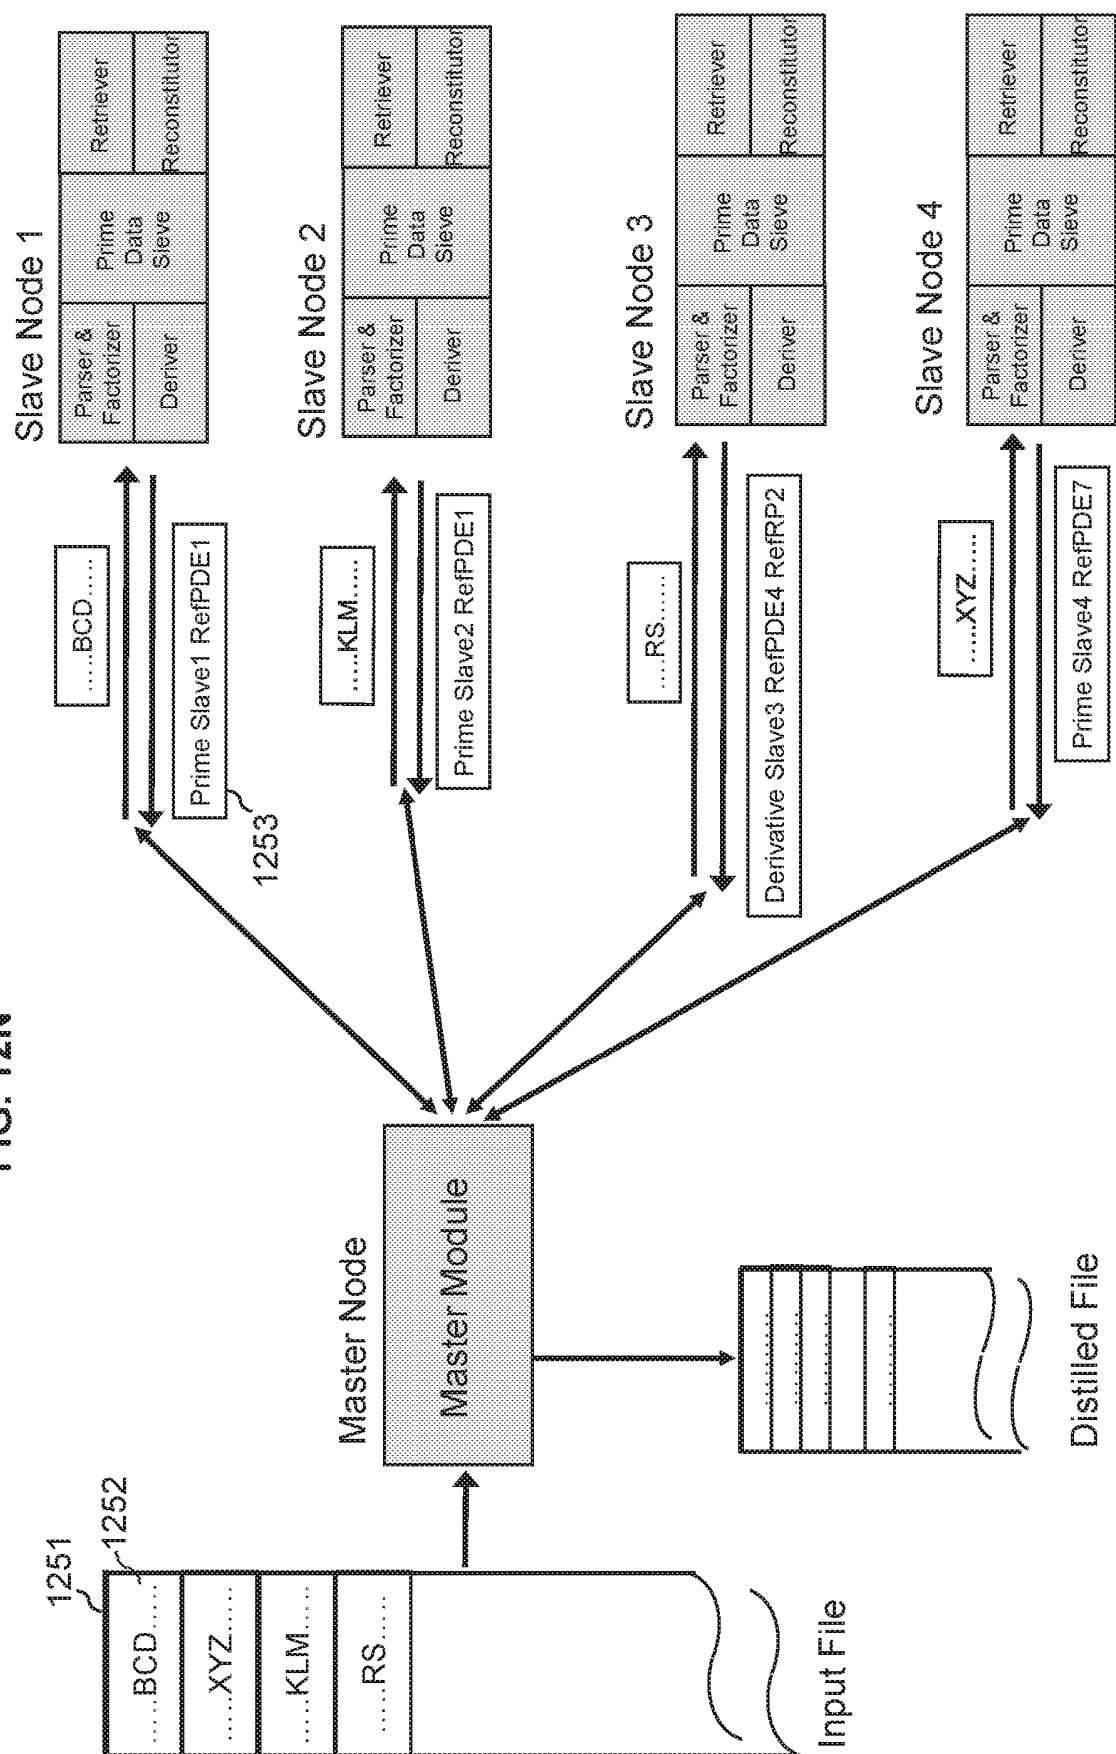 FIG. 12N
1251
1252
.....BCD.....
.....XYZ.....
.....KLM.....
.....RS......
Input File
Master Node
Master Module
Distilled File
.....BCD.....
Prime Slave1 RefPDE1
1253
.....KLM.....
Prime Slave2 RefPDE1
.....RS......
Derivative Slave3 RefPDE4 RefRP2
.....XYZ.....
Prime Slave4 RefPDE7
Slave Node 1
Parser &
Factorizer
Deriver
Prime
Data
Sieve
Retriever
Reconstitutor
Slave Node 2
Parser &
Factorizer
Deriver
Prime
Data
Sieve
Retriever
Reconstitutor
Slave Node 3
Parser &
Factorizer
Deriver
Prime
Data
Sieve
Retriever
Reconstitutor
Slave Node 4
Parser &
Factorizer
Deriver
Prime
Data
Sieve
Retriever
Reconstitutor